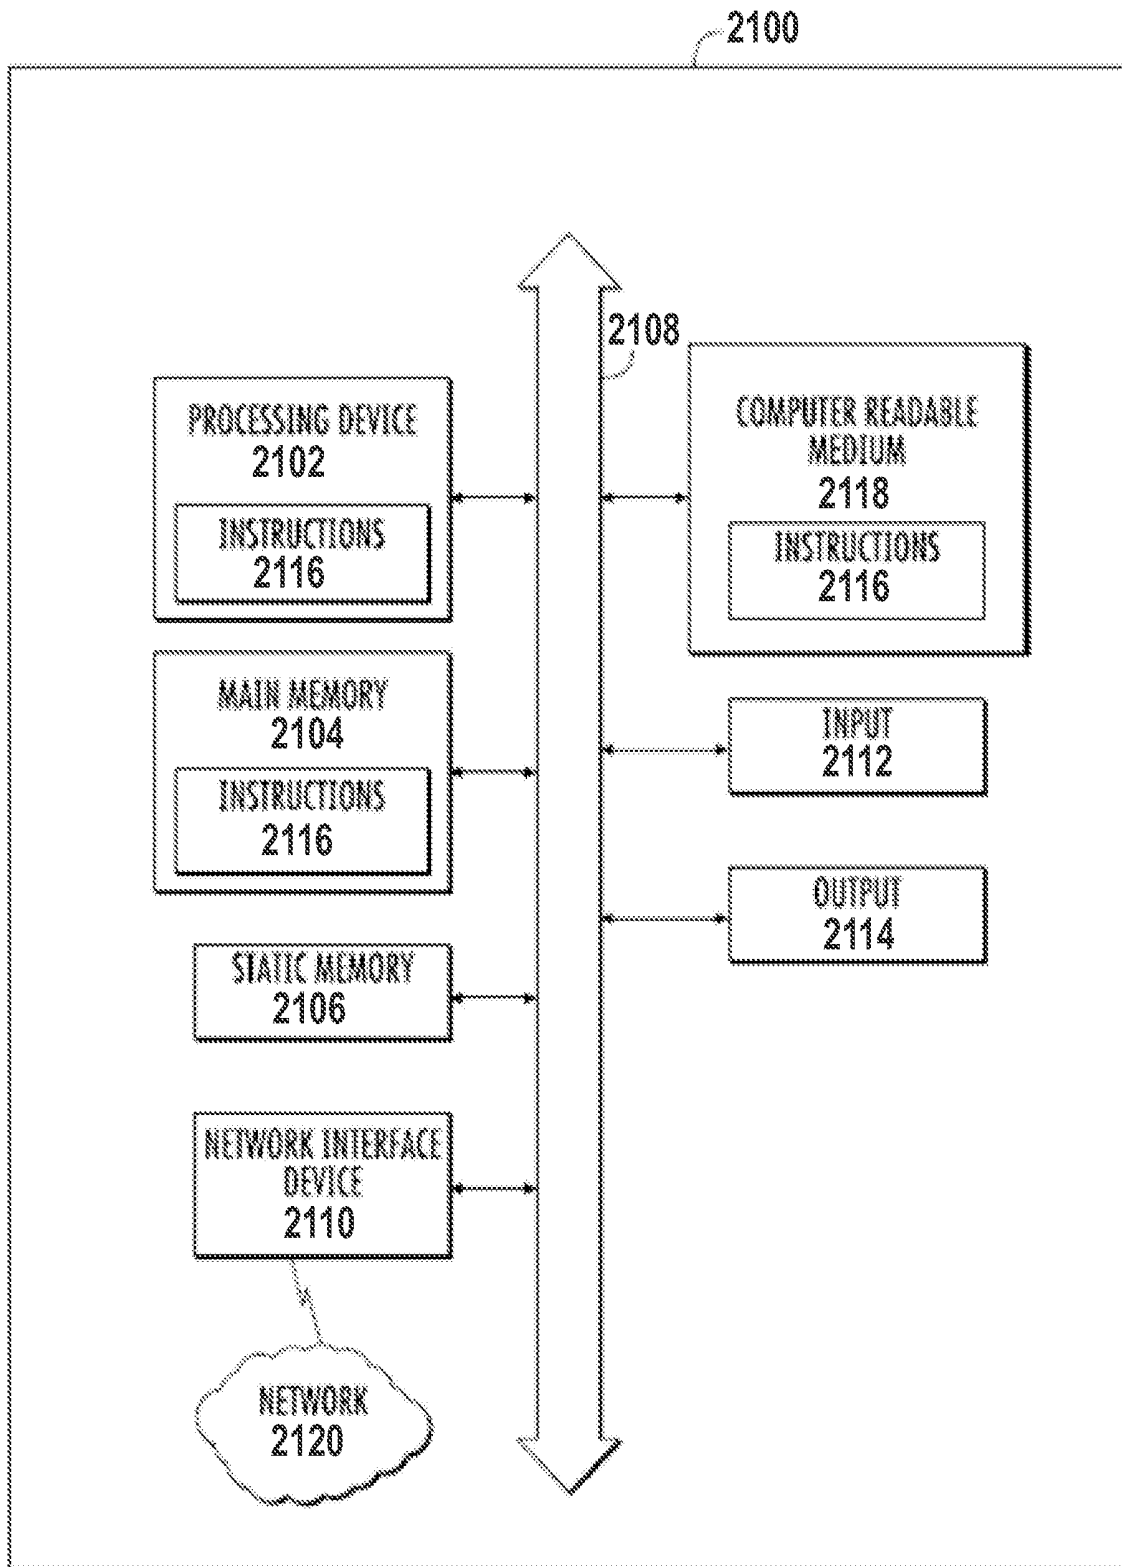 2100
2108
PROCESSING DEVICE
2102
INSTRUCTIONS
2116
COMPUTER READABLE
MEDIUM
2118
INSTRUCTIONS
2116
MAIN MEMORY
2104
INSTRUCTIONS
2116
INPUT
2112
OUTPUT
2114
STATIC MEMORY
2106
NETWORK INTERFACE
DEVICE
2110
NETWORK
2120